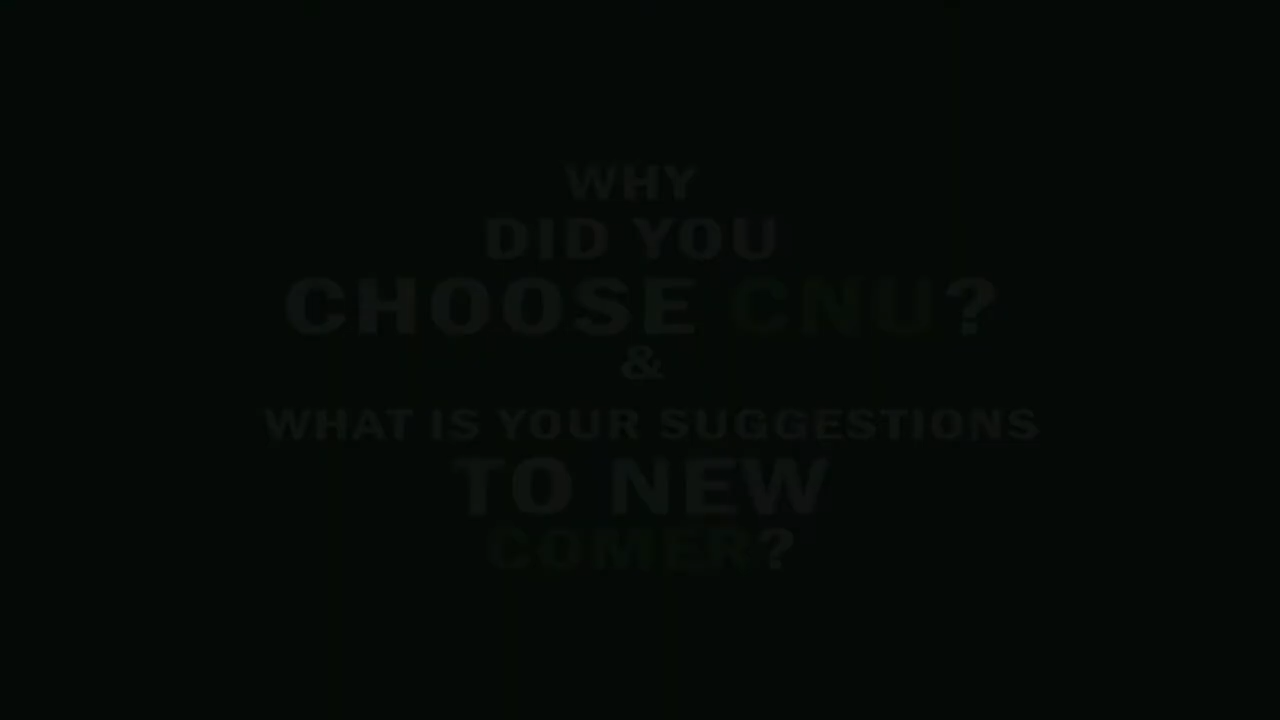 WHY
DID YOU
CHOOSE CNU?
&
WHAT IS YOUR SUGGESTIONS
TO NEW
COMER?